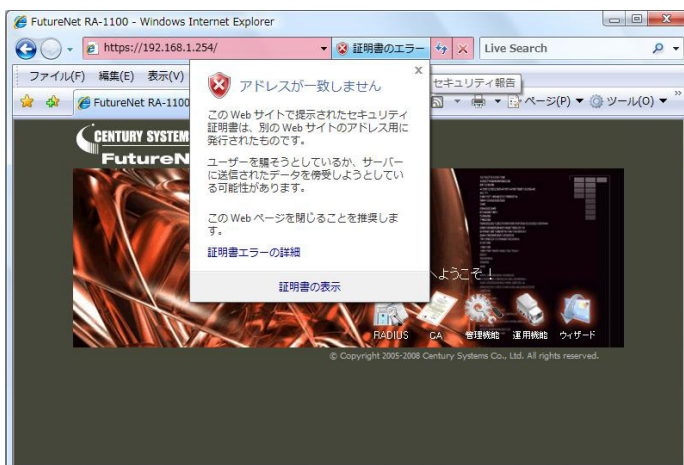 FutureNet RA-1100 - Windows Internet Explorer
https://192.168.1.254/
証明書のエラー
Live Search
ファイル(F) 編集(E) 表示(V)
セキュリティ報告
FutureNet RA-1100
ページ(P) ツール(O)
»
アドレスが一致しません
この Web サイトで提示されたセキュリティ
証明書は、別の Web サイトのアドレス用に
発行されたものです。
ユーザーを騙そうとしているか、サーバー
に送信されたデータを傍受しようとしてい
る可能性があります。
この Web ページを閉じることを推奨しま
す。
証明書エラーの詳細
証明書の表示
CENTURY SYSTEM
FutureN
ようこそ!
RADIUS CA 管理機能 運用機能 ウィザード
© Copyright 2005-2008 Century Systems Co., Ltd. All rights reserved.